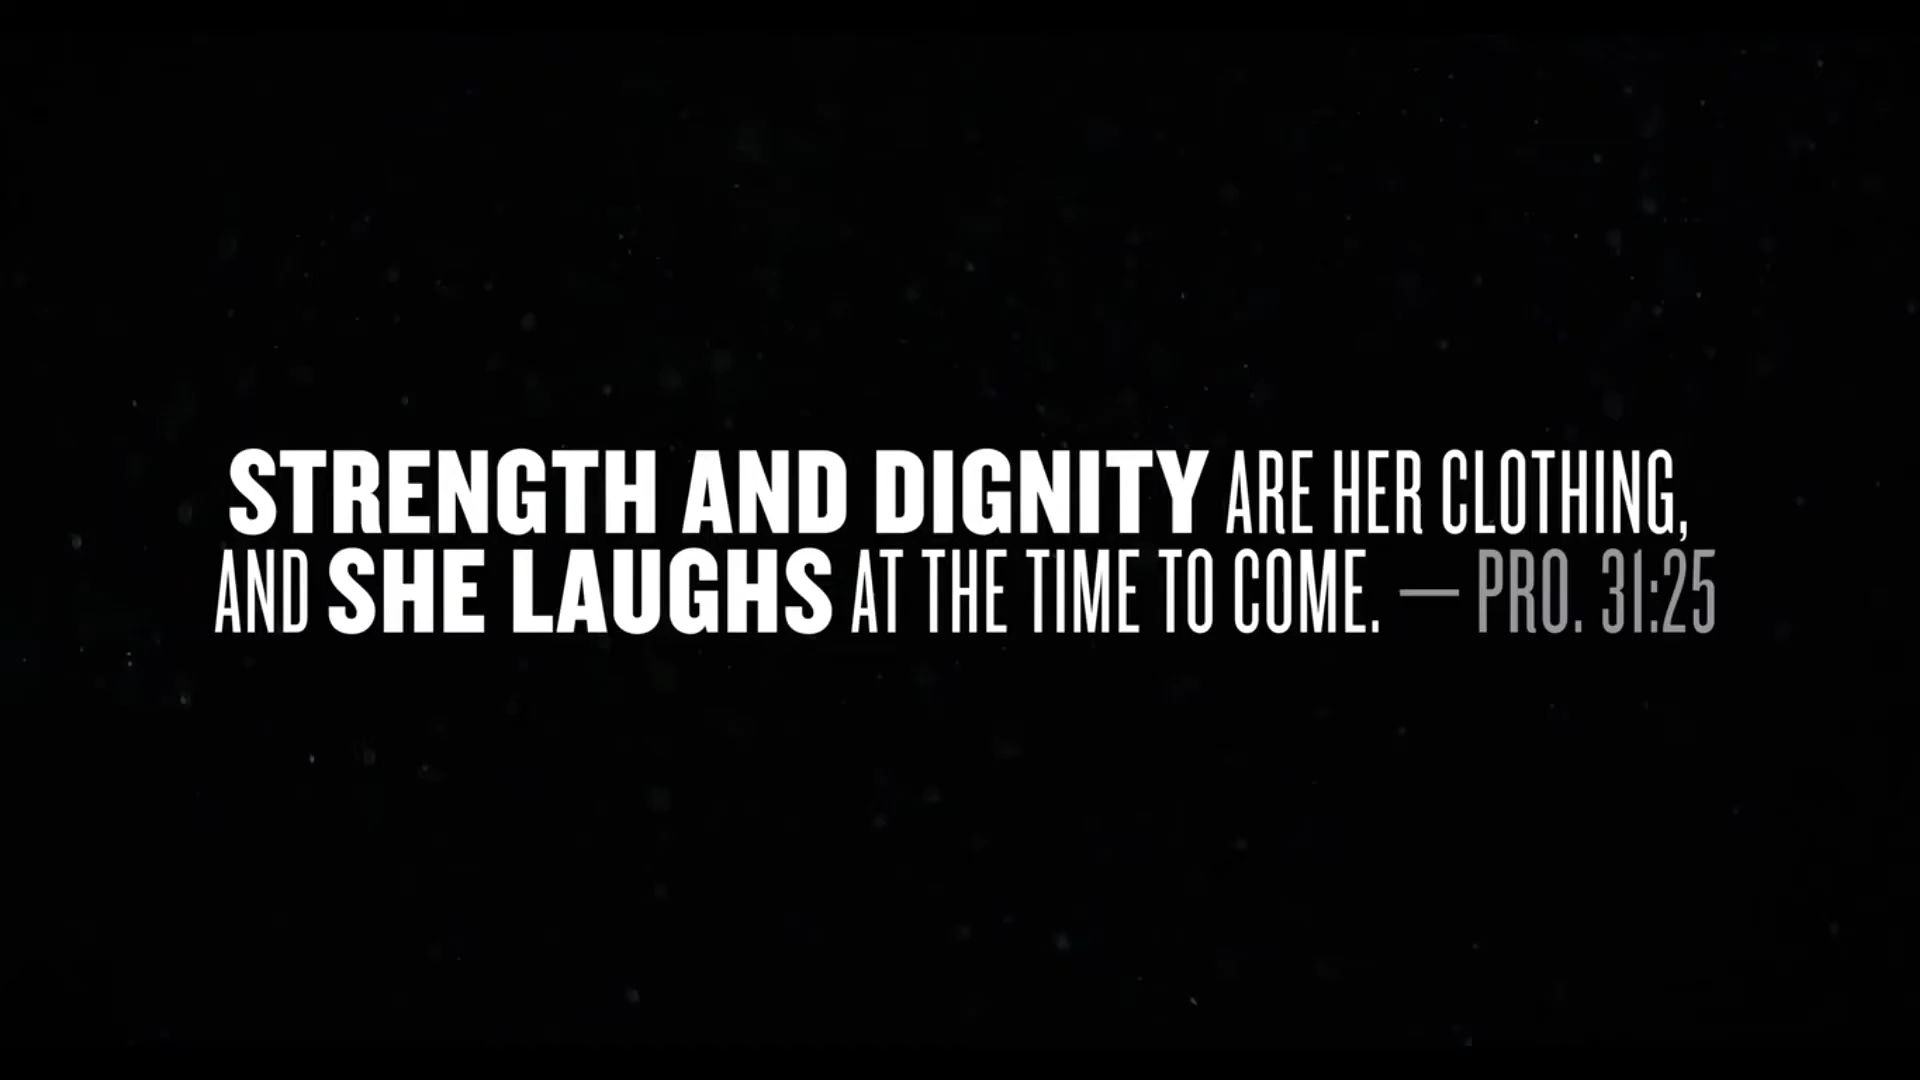 STRENGTH AND DIGNITY ARE HER CLOTHING,
AND SHE LAUGHS AT THE TIME TO COME. — PRO. 31:25